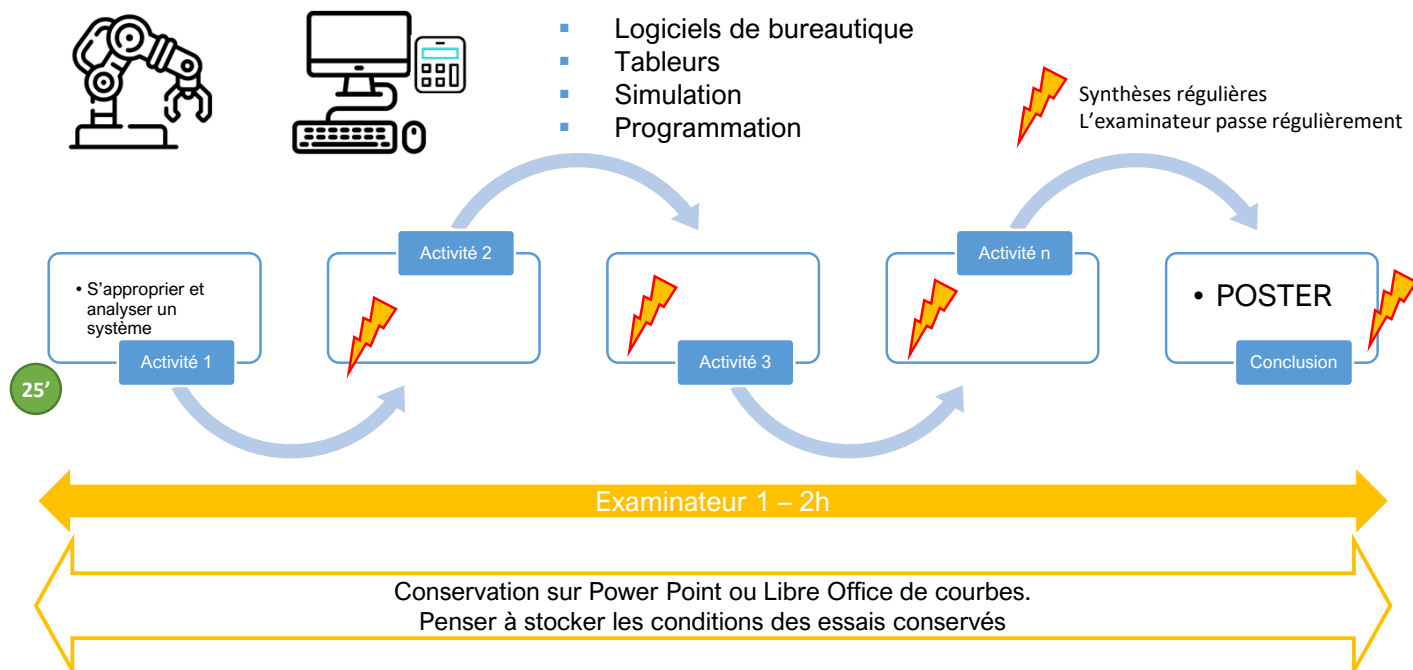 Logiciels de bureautique
Tableurs
Simulation
Programmation
Synthèses régulières
L'examinateur passe régulièrement
• S'approprier et
analyser un
système
Activité 1
25'
Activité 2
Activité 3
Activité n
• POSTER
Conclusion
Examinateur 1 – 2h
Conservation sur Power Point ou Libre Office de courbes.
Penser à stocker les conditions des essais conservés